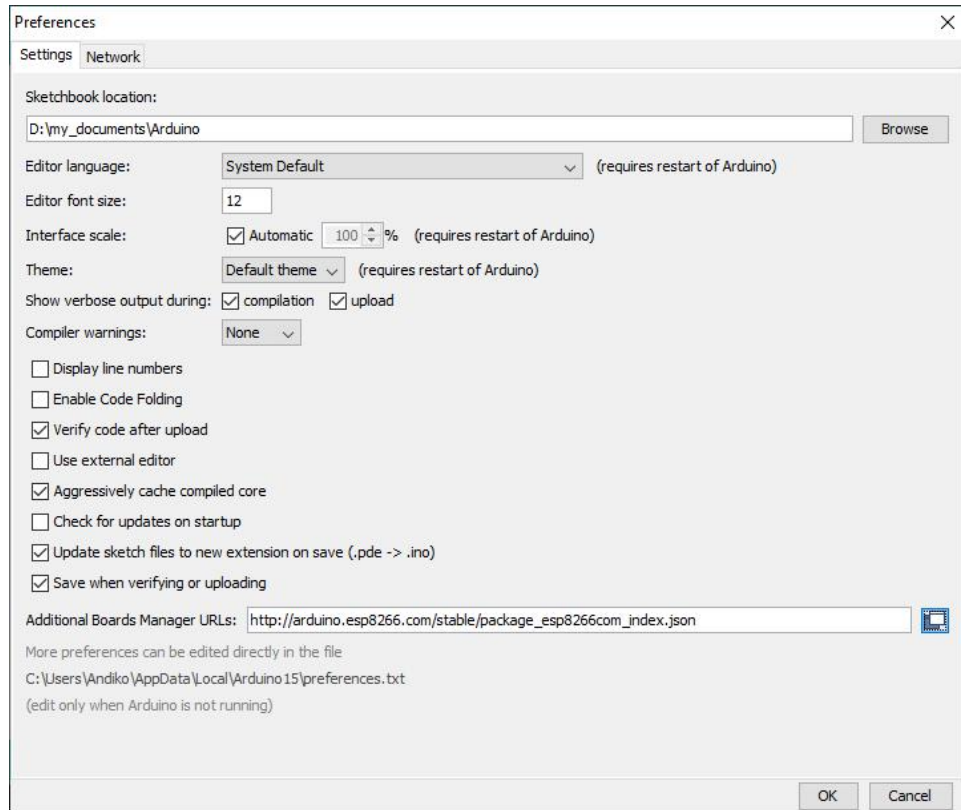 Preferences
Settings Network
Sketchbook location:
D:\my_documents\Arduino Browse
Editor language: System Default (requires restart of Arduino)
Editor font size: 12
Interface scale: Automatic 100 % (requires restart of Arduino)
Theme: Default theme (requires restart of Arduino)
Show verbose output during: compilation upload
Compiler warnings: None
Display line numbers
Enable Code Folding
Verify code after upload
Use external editor
Aggressively cache compiled core
Check for updates on startup
Update sketch files to new extension on save (.pde -> .ino)
Save when verifying or uploading
Additional Boards Manager URLs: http://arduino.esp8266.com/stable/package_esp8266com_index.json
More preferences can be edited directly in the file
C:\Users\Andiko\AppData\Local\Arduino15\preferences.txt
(edit only when Arduino is not running)
OK Cancel